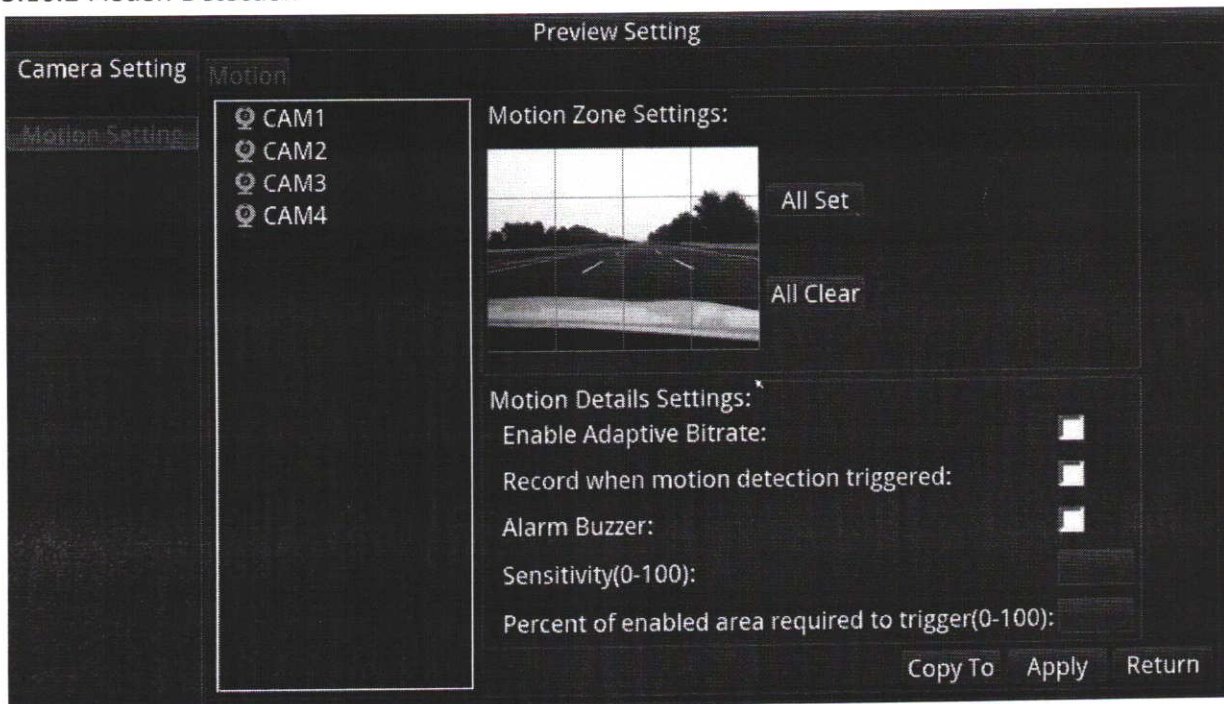 Preview Setting
Camera Setting
Motion
Motion Setting
CAM1
CAM2
CAM3
CAM4
Motion Zone Settings:
All Set
All Clear
Motion Details Settings:
Enable Adaptive Bitrate:
Record when motion detection triggered:
Alarm Buzzer:
Sensitivity(0-100):
Percent of enabled area required to trigger(0-100):
Copy To Apply Return